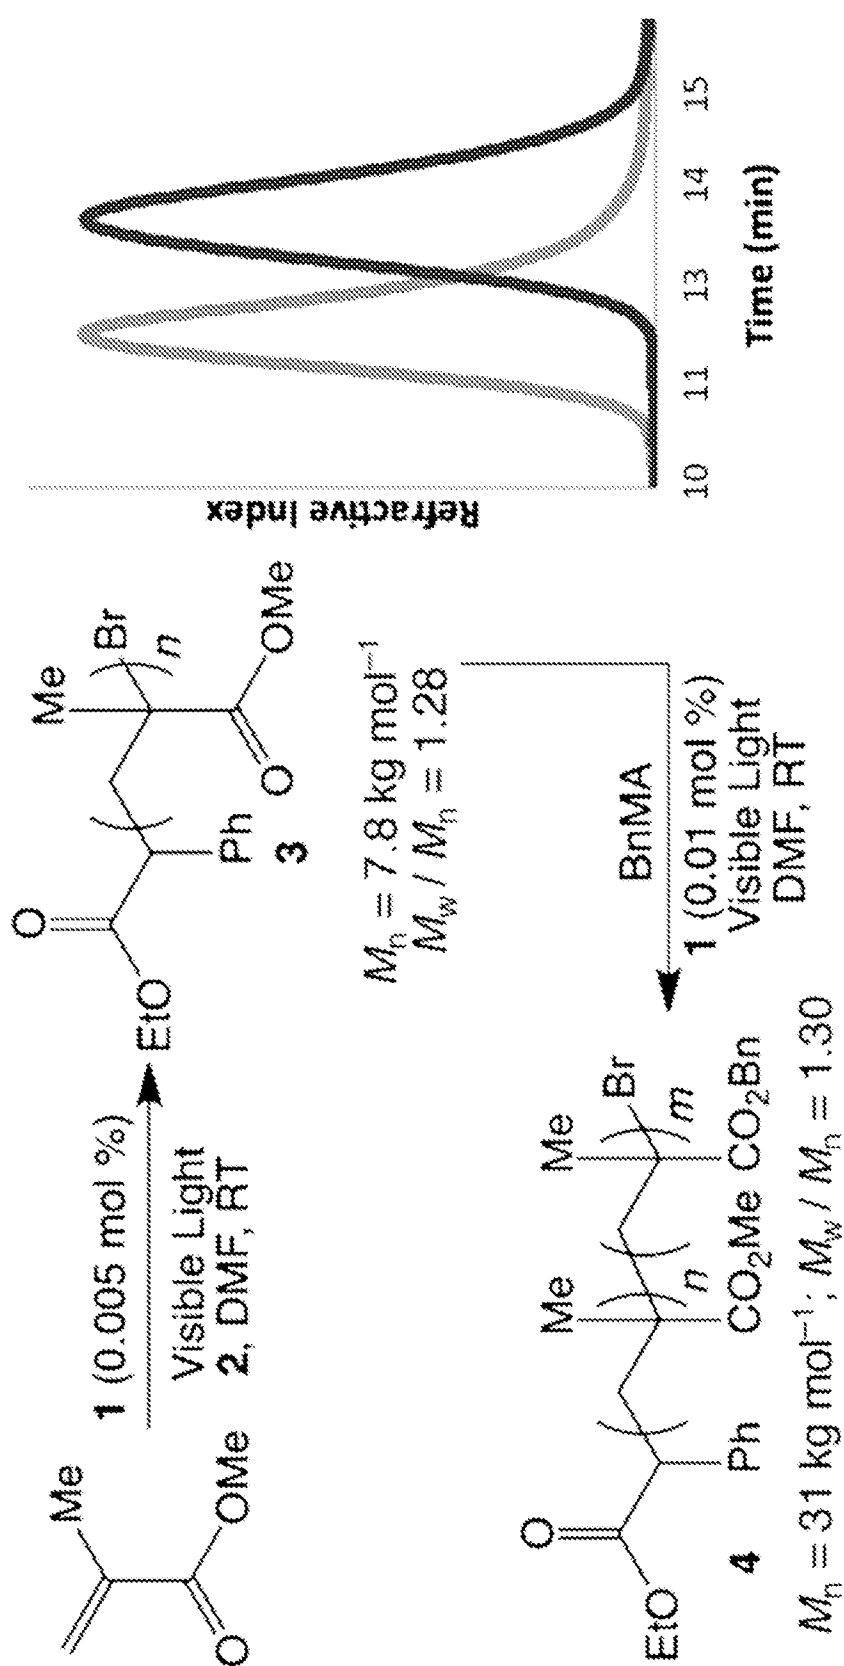 Me
O
OMe
1 (0.005 mol %)
Visible Light
2, DMF, RT
O
EtO
Ph
Me
Br
n
O
OMe
3
Mn = 7.8 kg mol−1
Mw / Mn = 1.28
BnMA
1 (0.01 mol %)
Visible Light
DMF, RT
O
EtO
Ph
Me
n
CO2Me
Me
Br
m
CO2Bn
4
Mn = 31 kg mol−1; Mw / Mn = 1.30
Refractive Index
10 11 13 14 15
Time (min)